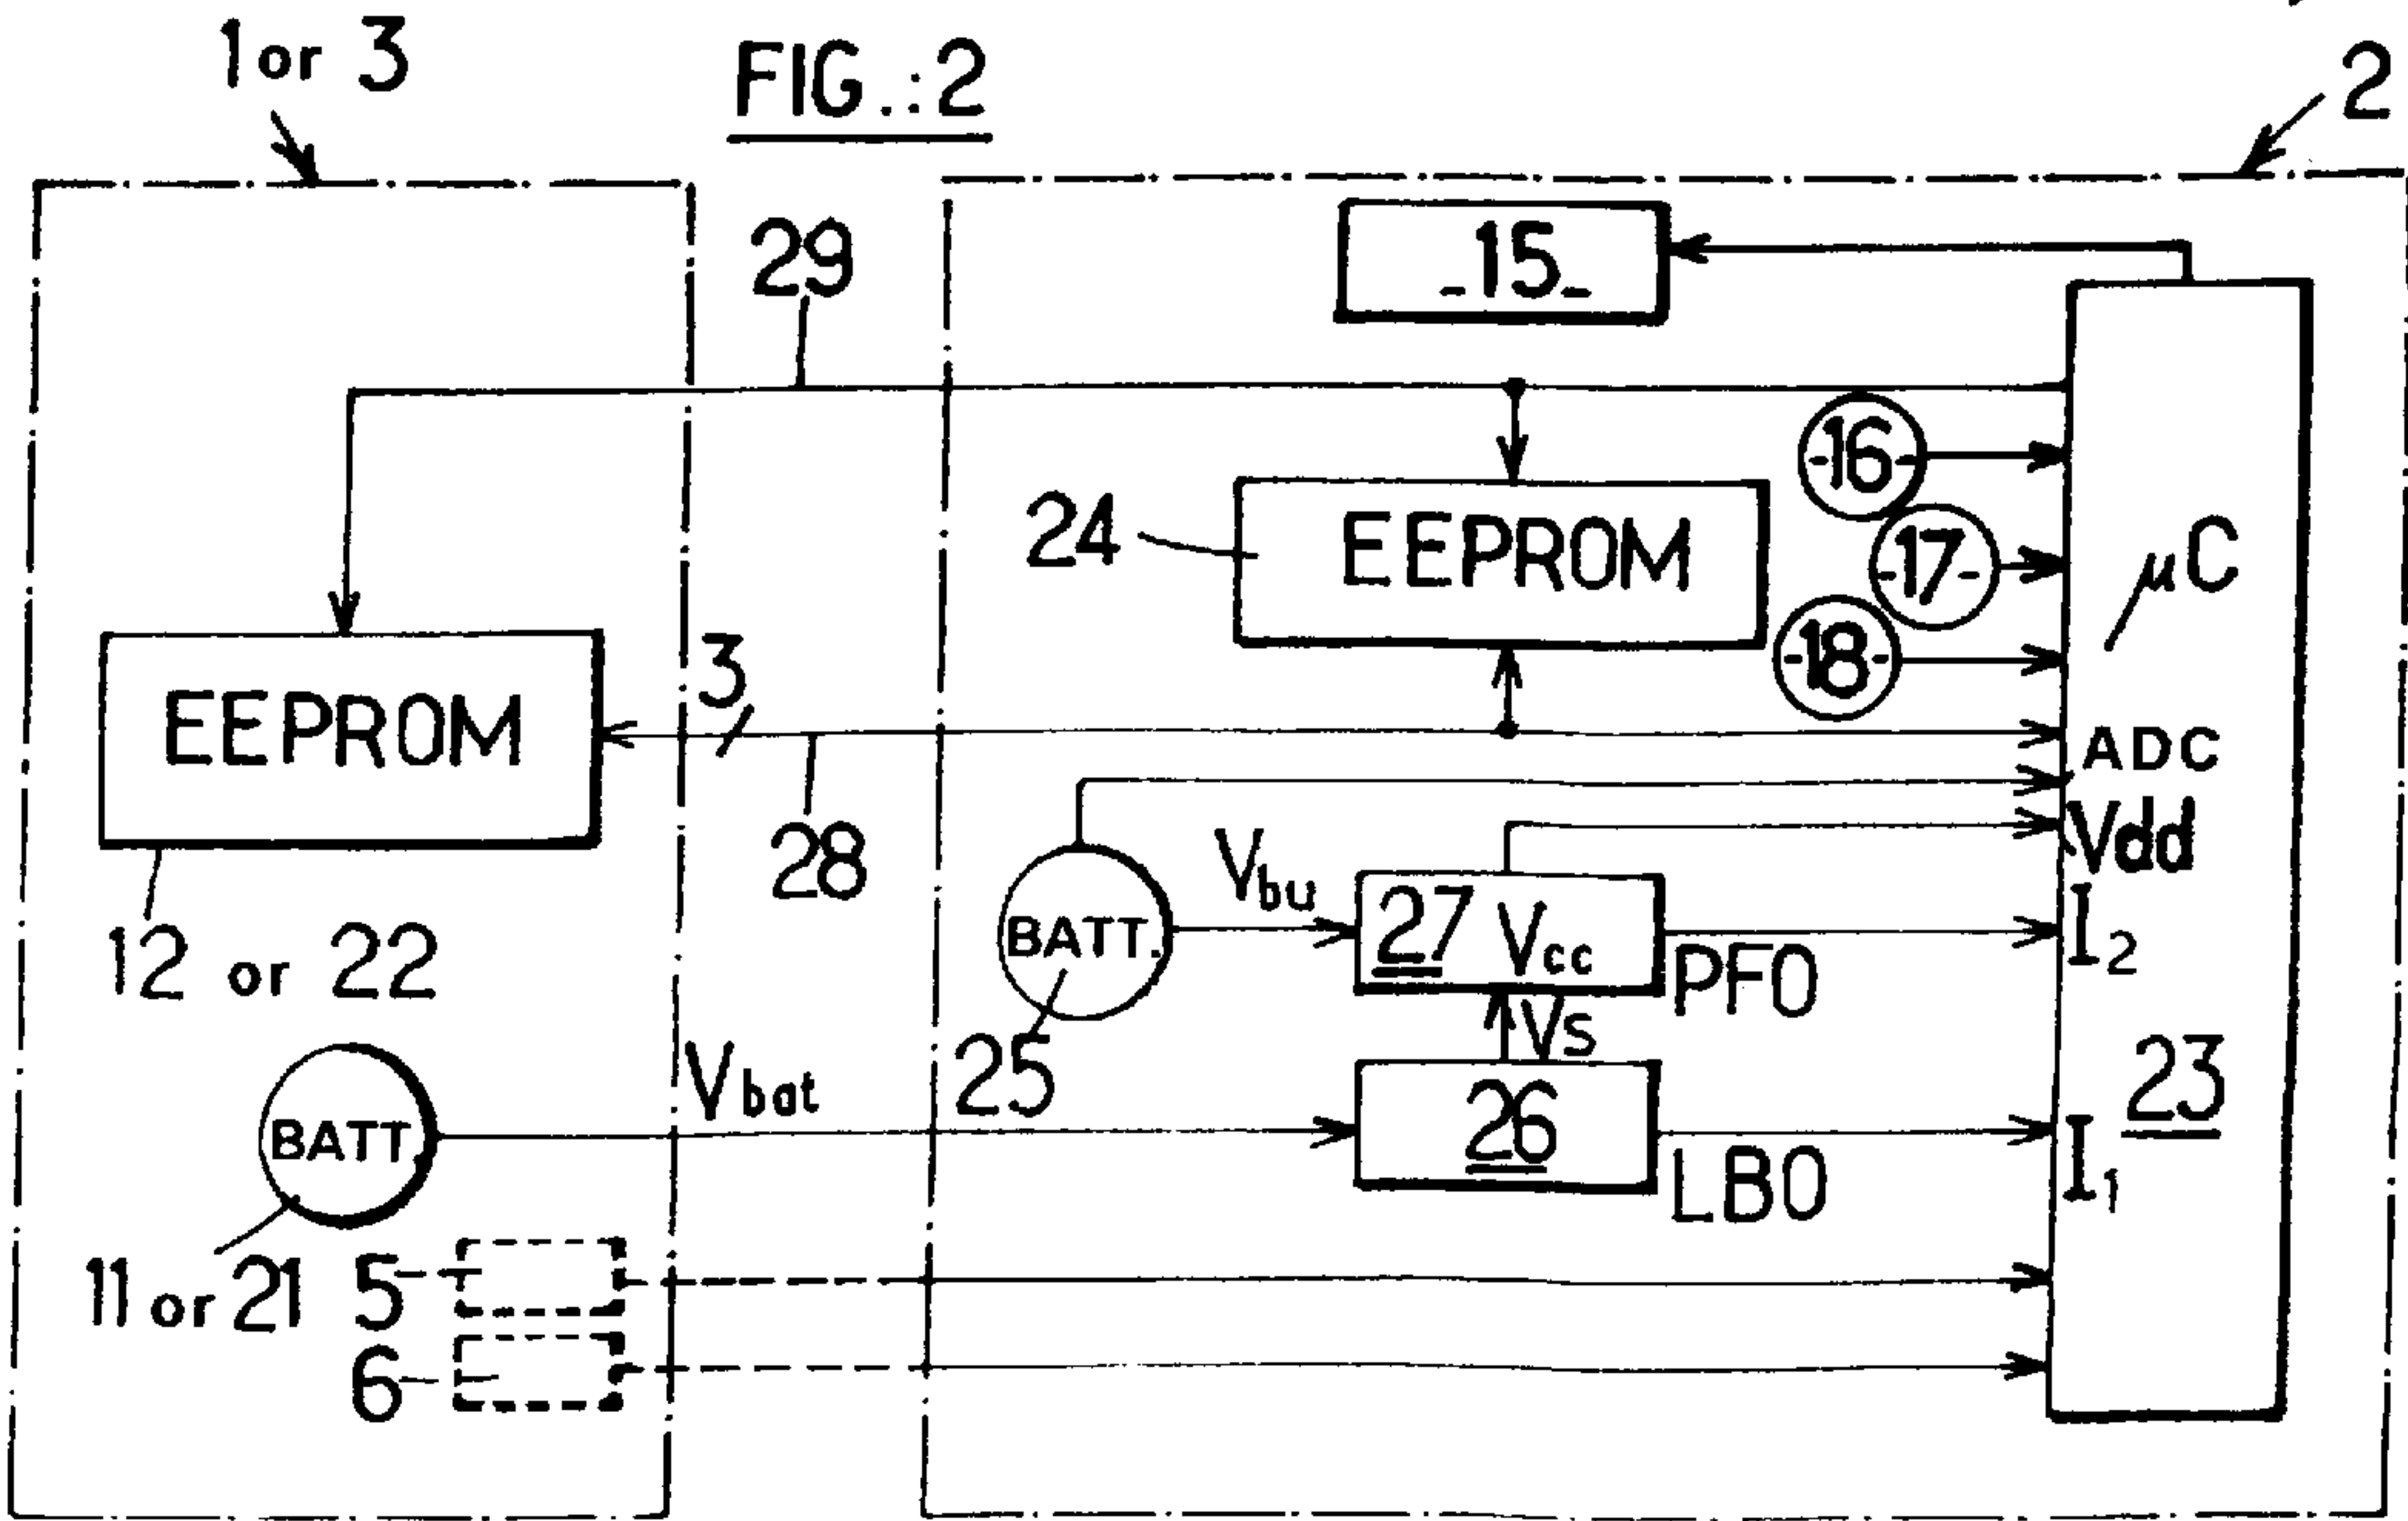 1 or 3
FIG.:2
2
29
-15-
-16-
24
EEPROM
-17-
µC
-18-
3
EEPROM
ADC
28
Vdd
Vbu
27 Vcc
I2
BATT.
PFO
12 or 22
Vs
25
Vbat
26
23
BATT
LBO
I1
11 or 21
5
6